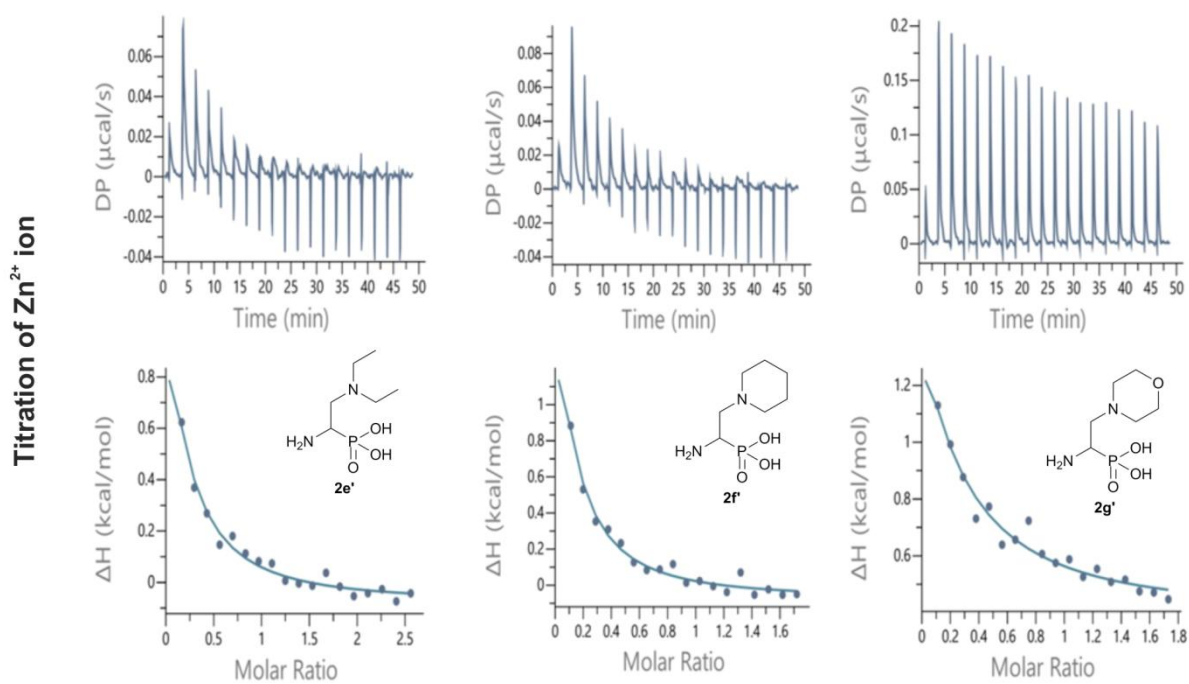 Titration of Zn²⁺ ion
DP (µcal/s)
0.06
0.04
0.02
0
-0.02
-0.04
0 5 10 15 20 25 30 35 40 45 50
Time (min)
DP (µcal/s)
0.08
0.06
0.04
0.02
0
-0.02
-0.04
0 5 10 15 20 25 30 35 40 45 50
Time (min)
DP (µcal/s)
0.2
0.15
0.1
0.05
0
0 5 10 15 20 25 30 35 40 45 50
Time (min)
ΔH (kcal/mol)
0.8
0.6
0.4
0.2
0
0 0.5 1 1.5 2 2.5
Molar Ratio
N
H₂N
P
OH
OH
O
2e'
ΔH (kcal/mol)
1
0.8
0.6
0.4
0.2
0
0 0.2 0.4 0.6 0.8 1 1.2 1.4 1.6
Molar Ratio
N
H₂N
P
OH
OH
O
2f'
ΔH (kcal/mol)
1.2
1
0.8
0.6
0 0.2 0.4 0.6 0.8 1 1.2 1.4 1.6 1.8
Molar Ratio
O
N
H₂N
P
OH
OH
O
2g'